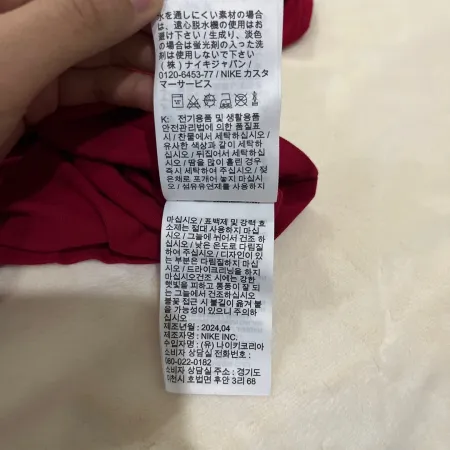 水を通しにくい素材の場合
は、遠心脱水機の使用はお
避け下さい / 生成り、淡色
の場合は蛍光剤の入った洗
剤は使用しないで下さい
(株) ナイキジャパン /
0120-6453-77 / NIKE カスタ
マーサービス
K: 전기용품 및 생활용품
안전관리법에 의한 품질표
시 / 찬물에서 세탁하십시오 /
유사한 색상과 같이 세탁하
십시오 / 뒤집어서 세탁하십
시오 / 땀을 많이 흘린 경우
즉시 세탁하여 주십시오 / 젖
은채로 포개어 놓지 마십시
오 / 섬유유연제를 사용하지
마십시오 / 표백제 및 강력 효
소제는 절대 사용하지 마십
시오 / 그늘에 뉘어서 건조 하
십시오 / 낮은 온도로 다림질
하여 주십시오 / 디자인이 있
는 부분은 다림질하지 마십
시오 / 드라이크리닝을 하지
마십시오건조 시에는 강한
햇빛을 피하고 통풍이 잘 되
는 그늘에서 건조하십시오
불꽃 접근 시 불길이 옮겨 붙
을 가능성이 있으니 주의하
십시오
제조년월 : 2024.04
제조자명 : NIKE INC.
수입자명 : (유) 나이키코리아
소비자 상담실 전화번호 :
080-022-0182
소비자 상담실 주소 : 경기도
이천시 호법면 후안 3리 68